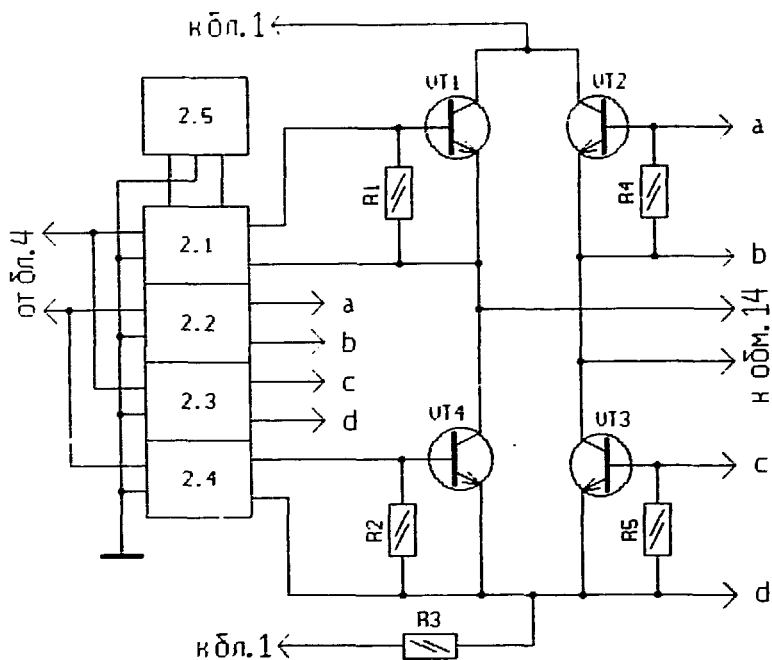 к бл. 1
VT1
VT2
2.5
a
R1
R4
2.1
от бл. 4
b
2.2
a
b
к обм. 14
2.3
c
d
VT4
VT3
2.4
c
R2
R5
d
R3
к бл. 1